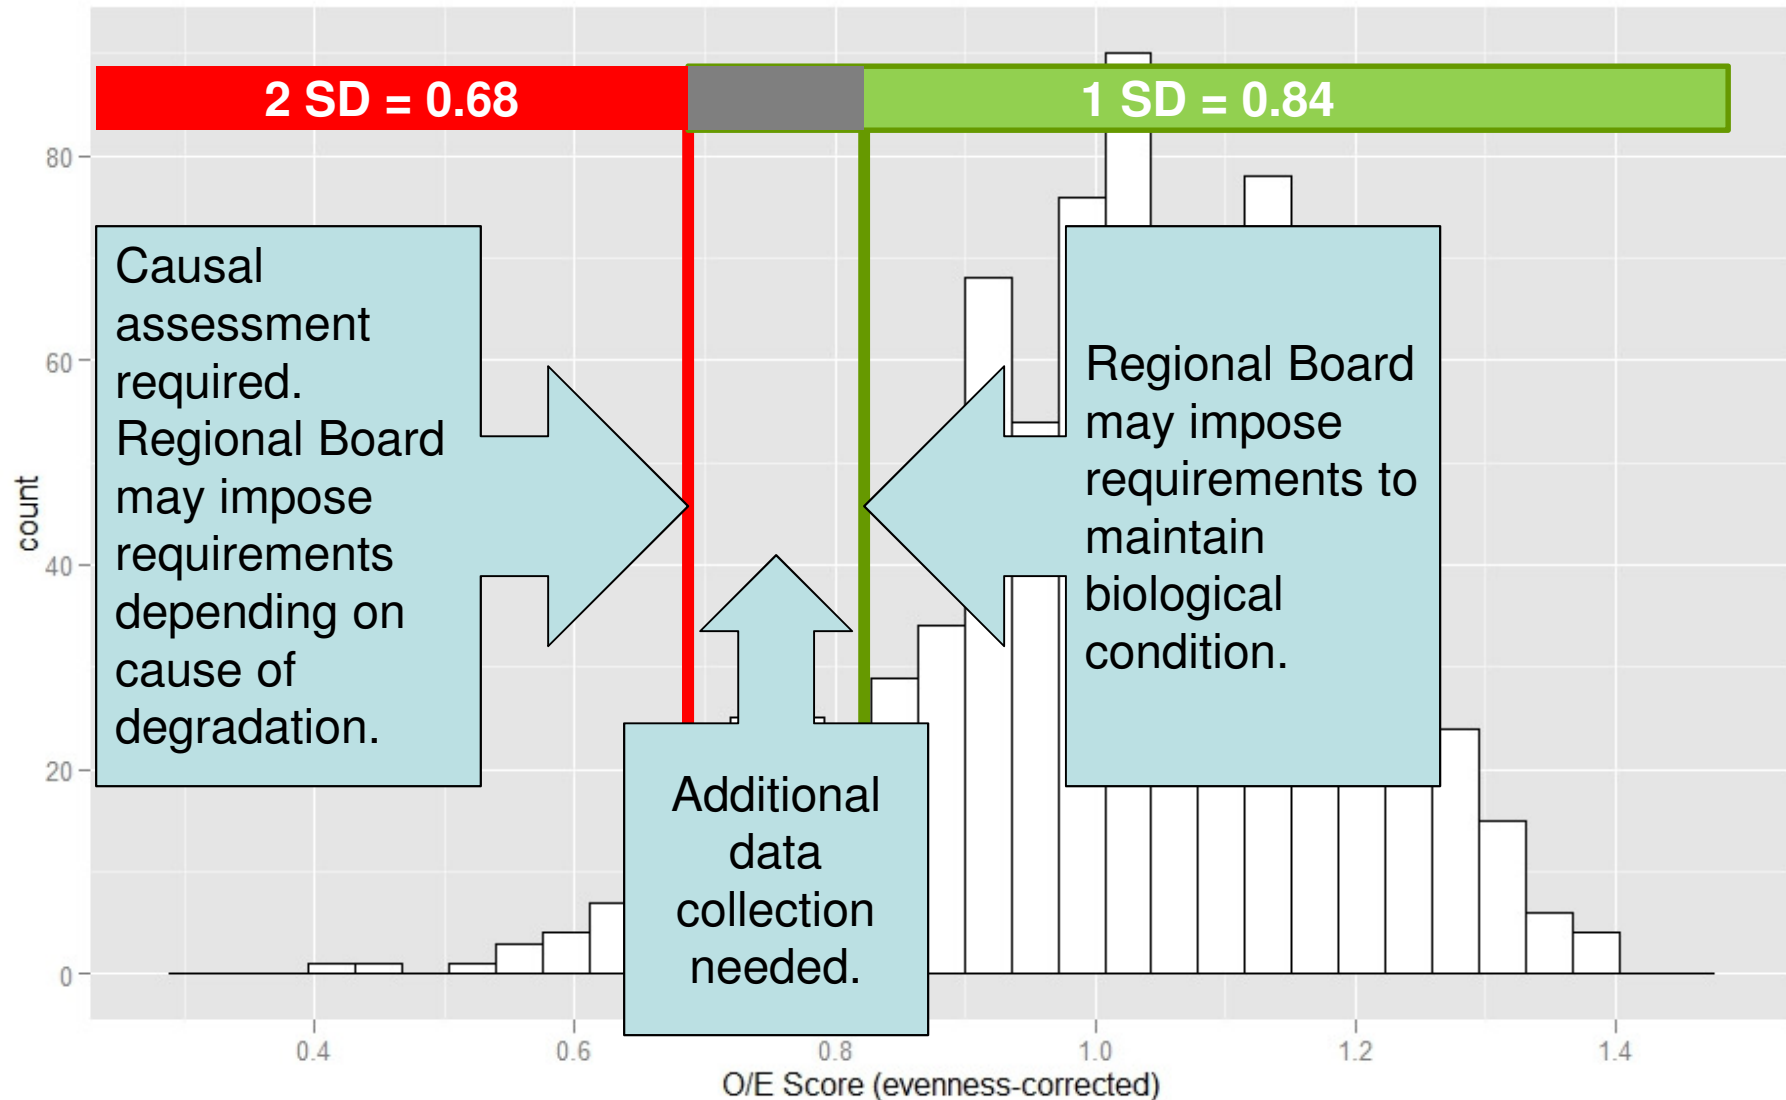 2 SD = 0.68
1 SD = 0.84
Causal
assessment
required.
Regional Board
may impose
requirements
depending on
cause of
degradation.
Regional Board
may impose
requirements to
maintain
biological
condition.
Additional
data
collection
needed.
count
80
60
40
20
0
0.4 0.6 0.8 1.0 1.2 1.4
O/E Score (evenness-corrected)